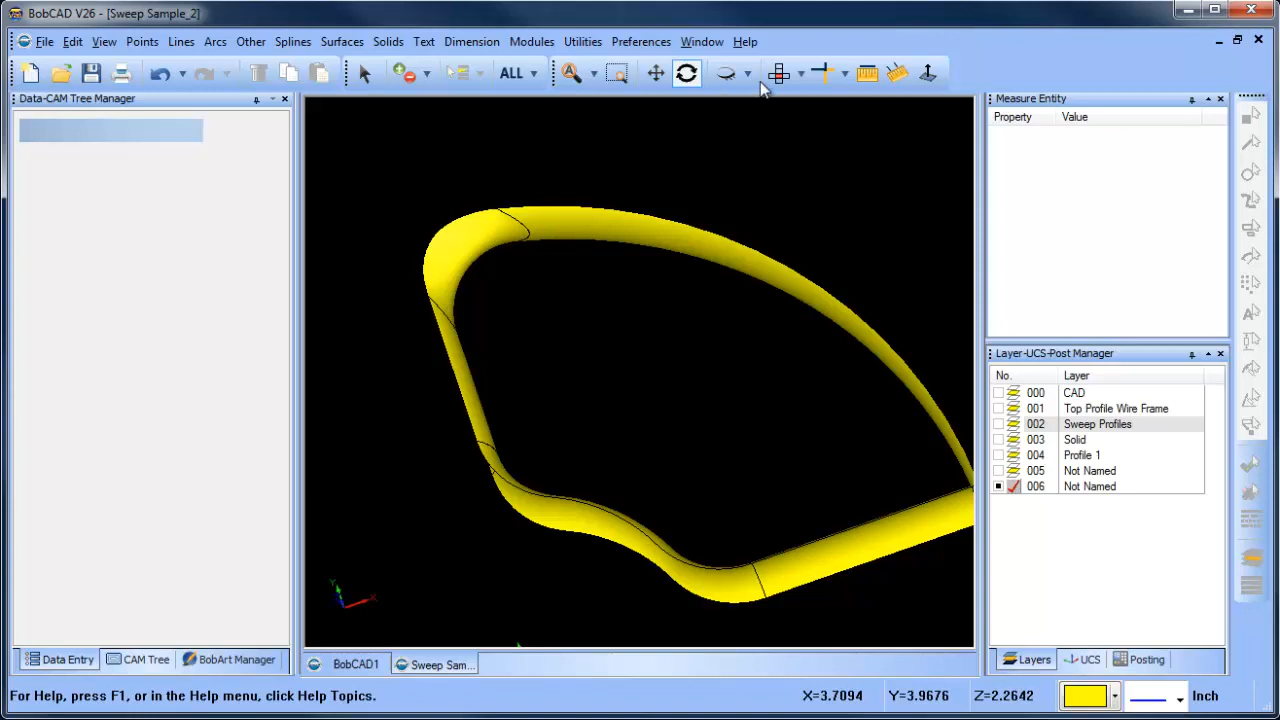 BobCAD V26 - [Sweep Sample_2]
File Edit View Points Lines Arcs Other Splines Surfaces Solids Text Dimension Modules Utilities Preferences Window Help
ALL
Data-CAM Tree Manager
Measure Entity
Property Value
Layer-UCS-Post Manager
No. Layer
000 CAD
001 Top Profile Wire Frame
002 Sweep Profiles
003 Solid
004 Profile 1
005 Not Named
006 Not Named
Y
X
Data Entry CAM Tree BobArt Manager
BobCAD1 Sweep Sam...
Layers UCS Posting
For Help, press F1, or in the Help menu, click Help Topics.
X=3.7094 Y=3.9676 Z=2.2642 Inch